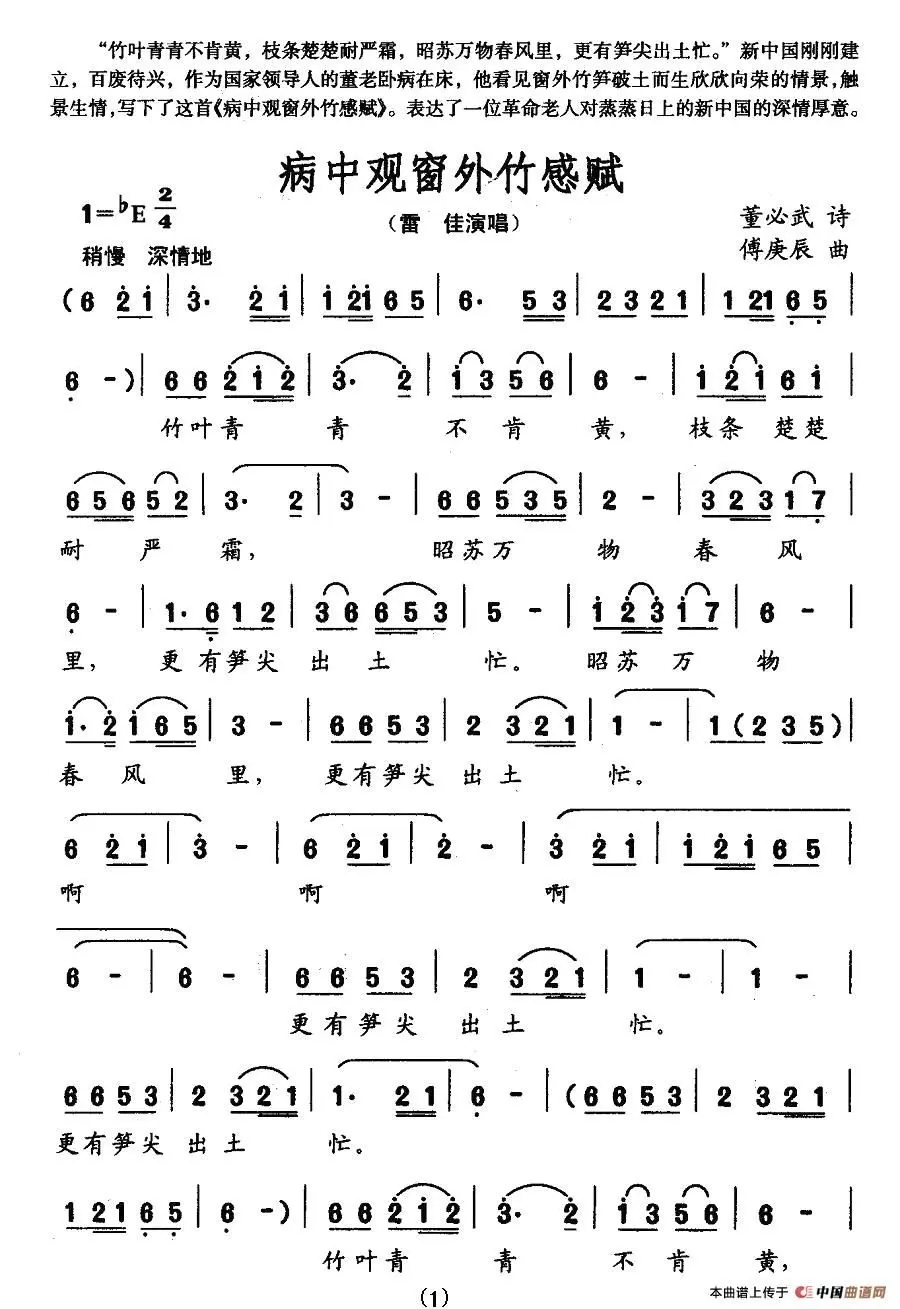 “竹叶青青不肯黄，枝条楚楚耐严霜，昭苏万物春风里，更有笋尖出土忙。”新中国刚刚建
立，百废待兴，作为国家领导人的董老卧病在床，他看见窗外竹笋破土而生欣欣向荣的情景，触
景生情，写下了这首《病中观窗外竹感赋》。表达了一位革命老人对蒸蒸日上的新中国的深情厚意。
病中观窗外竹感赋
1=♭E 2/4
（雷 佳演唱）
董必武 诗
稍慢 深情地
傅庚辰 曲
(6 2̇ 1̇ | 3̇· 2̇ 1̇ | 1̇ 2̇1̇ 6 5 | 6· 5 3 | 2 3 2 1 | 1 21 6̣ 5̣ |
6̣ -) | 6 6 2̇ 1̇ 2̇ | 3̇· 2̇ | 1̇ 3 5 6 | 6 - | 1̇ 2̇ 1̇ 6 1̇ |
竹叶青 青 不 肯 黄， 枝条 楚楚
6 5 6 5 2 | 3· 2 | 3 - | 6 6 5 3 5 | 2 - | 3 2 3 1 7̣ |
耐 严 霜， 昭苏万 物 春 风
6̣ - | 1· 6̣ 1 2 | 3 6 6 5 3 | 5 - | 1̇ 2̇ 3̇ 1̇ 7 | 6 - |
里， 更 有笋尖 出 土 忙。 昭苏 万 物
1̇· 2̇ 1̇ 6 5 | 3 - | 6 6 5 3 | 2 3 2 1 | 1 - | 1 (2 3 5) |
春 风 里， 更有笋尖 出 土 忙。
6 2̇ 1̇ | 3̇ - | 6 2̇ 1̇ | 2̇ - | 3̇ 2̇ 1̇ | 1̇ 2̇ 1̇ 6 5 |
啊 啊 啊
6 - | 6 - | 6 6 5 3 | 2 3 2 1 | 1 - | 1 - |
更有笋尖 出 土 忙。
6 6 5 3 | 2 3 2 1 | 1· 2 1 | 6̣ - | (6 6 5 3 | 2 3 2 1 |
更有笋尖 出 土 忙。
1 2 1 6̣ 5̣ | 6̣ -) | 6 6 2̇ 1̇ 2̇ | 3̇· 2̇ | 1̇ 3 5 6 | 6 - |
竹叶青 青 不 肯 黄，
(1)
本曲谱上传于 中国曲谱网